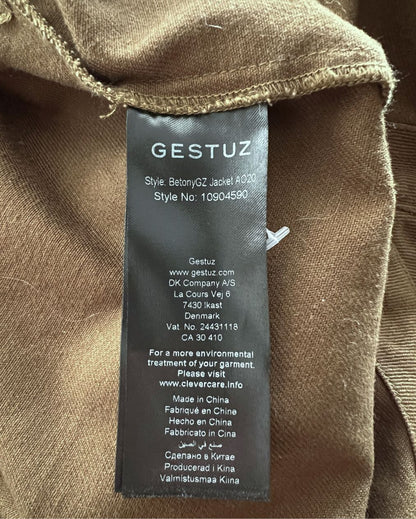 GESTUZ
Style: BetonyGZ Jacket AO20
Style No: 10904590
Gestuz
www.gestuz.com
DK Company A/S
La Cours Vej 6
7430 Ikast
Denmark
Vat. No. 24431118
CA 30 410
For a more environmental
treatment of your garment.
Please visit
www.clevercare.info
Made in China
Fabriqué en Chine
Hecho en China
Fabbricato in Cina
صنع في الصين
Сделано в Китае
Producerad i Kina
Valmistusmaa Kiina